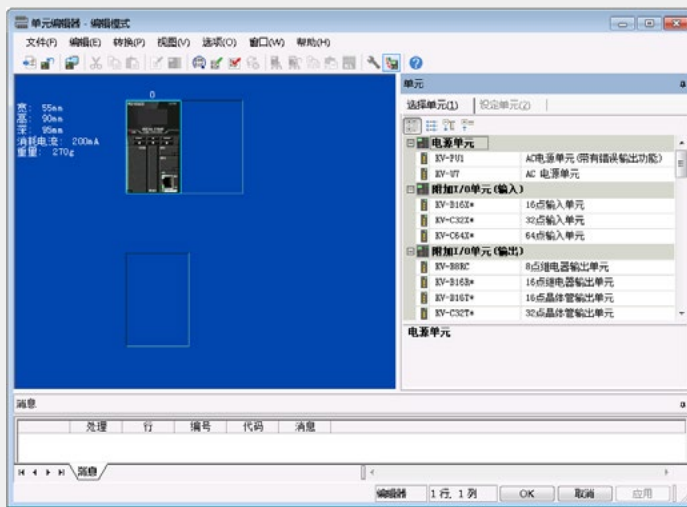 单元编辑器 - 编辑模式
文件(F) 编辑(E) 转换(P) 视图(V) 选项(O) 窗口(W) 帮助(H)
宽: 55mm
高: 90mm
深: 95mm
消耗电流: 200mA
重量: 270g
0
单元
选择单元(1) 设定单元(2)
电源单元
KV-PU1 AC电源单元(带有错误输出功能)
KV-U7 AC 电源单元
附加I/O单元(输入)
KV-B16X* 16点输入单元
KV-C32X* 32点输入单元
KV-C64X* 64点输入单元
附加I/O单元(输出)
KV-B8RC 8点继电器输出单元
KV-B16R* 16点继电器输出单元
KV-B16T* 16点晶体管输出单元
KV-C32T* 32点晶体管输出单元
电源单元
消息
处理 行 编号 代码 消息
消息
编辑器 1 行, 1 列 OK 取消 应用